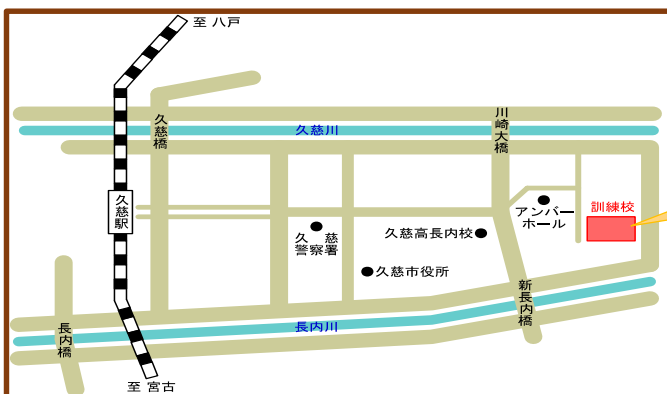 至 八戸
久慈橋
久慈川
川崎大橋
久慈駅
訓練校
アンバー
ホール
久 慈
警察署
久慈高長内校
久慈市役所
新長内橋
長内橋
長内川
至 宮古